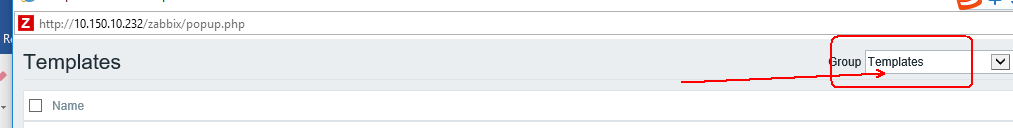 Z http://10.150.10.232/zabbix/popup.php
Templates Group Templates
Name